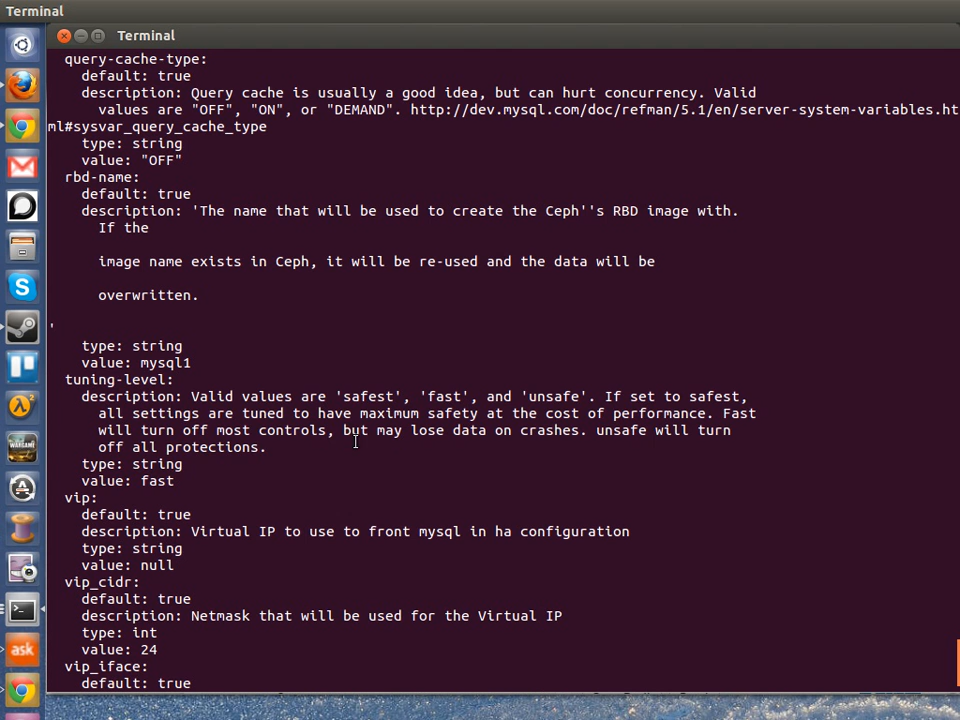 Terminal
Terminal
query-cache-type:
default: true
description: Query cache is usually a good idea, but can hurt concurrency. Valid
values are "OFF", "ON", or "DEMAND". http://dev.mysql.com/doc/refman/5.1/en/server-system-variables.ht
ml#sysvar_query_cache_type
type: string
value: "OFF"
rbd-name:
default: true
description: 'The name that will be used to create the Ceph''s RBD image with.
If the
image name exists in Ceph, it will be re-used and the data will be
overwritten.
'
type: string
value: mysql1
tuning-level:
description: Valid values are 'safest', 'fast', and 'unsafe'. If set to safest,
all settings are tuned to have maximum safety at the cost of performance. Fast
will turn off most controls, but may lose data on crashes. unsafe will turn
off all protections.
type: string
value: fast
vip:
default: true
description: Virtual IP to use to front mysql in ha configuration
type: string
value: null
vip_cidr:
default: true
description: Netmask that will be used for the Virtual IP
type: int
value: 24
vip_iface:
default: true
ask